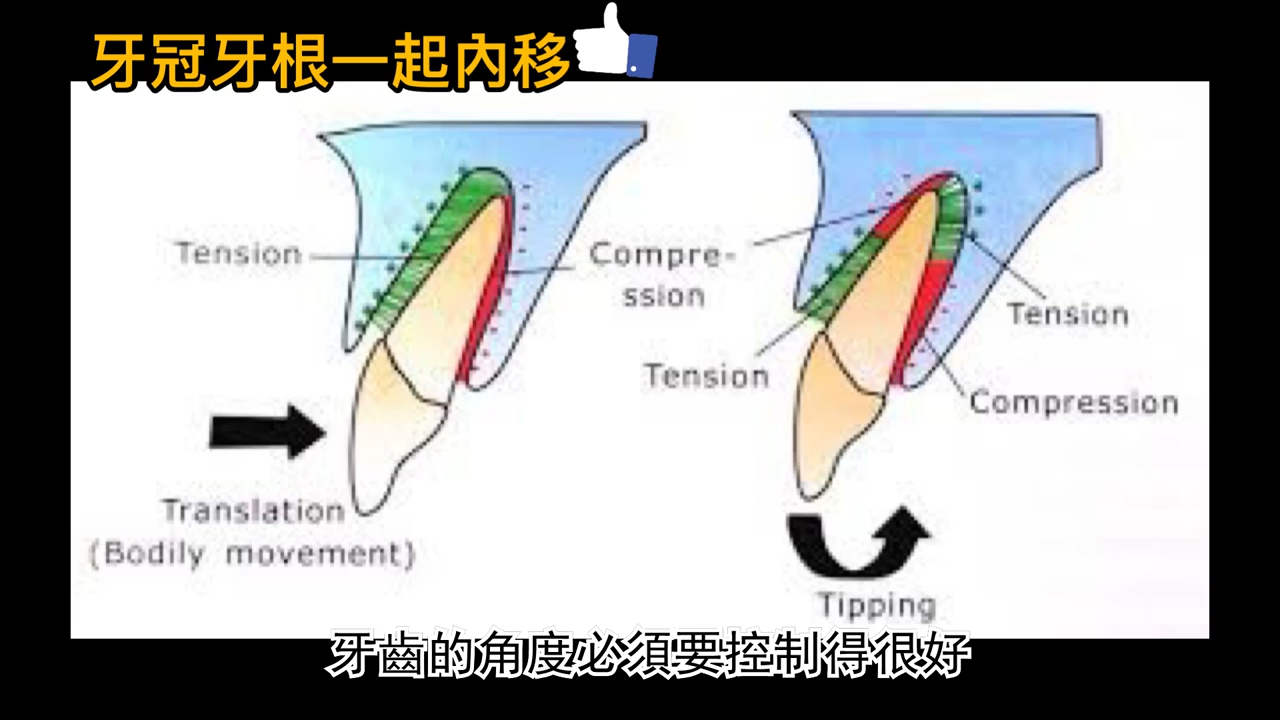 牙冠牙根一起內移
Tension
Compre-
ssion
Tension
Tension
Compression
Translation
(Bodily movement)
Tipping
牙齒的角度必須要控制得很好